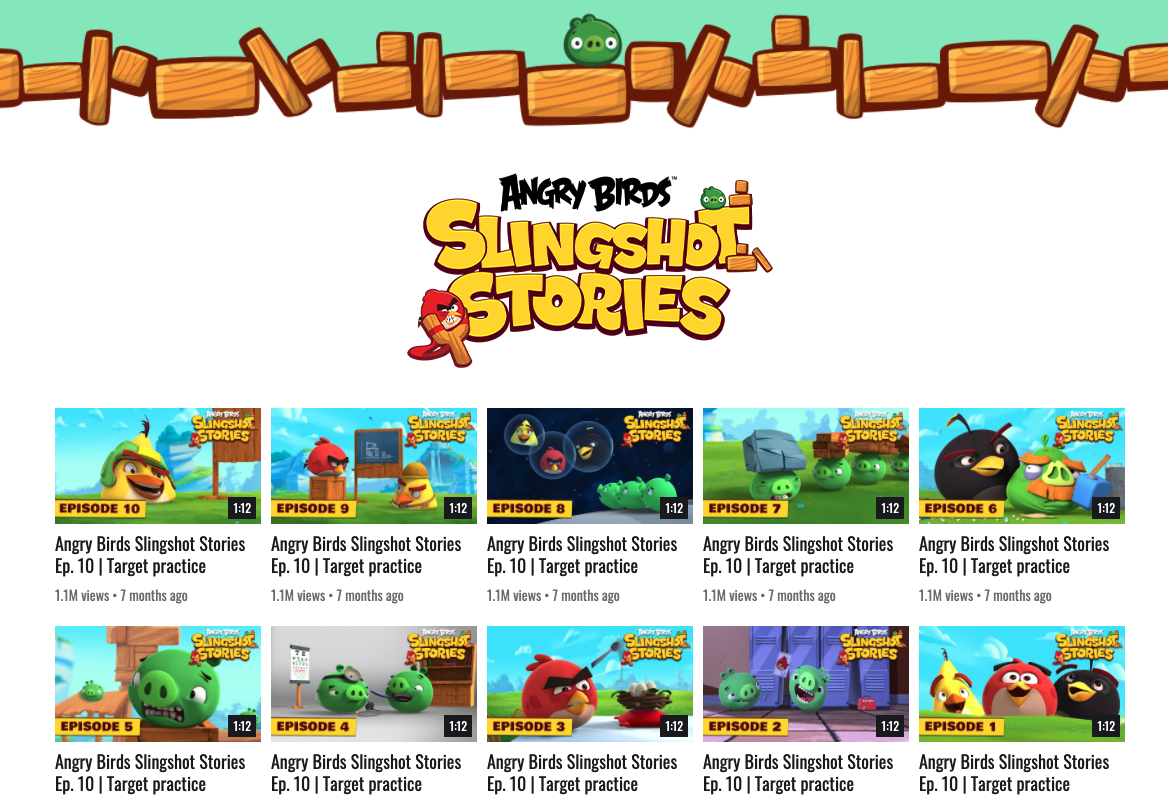 ANGRY BIRDS™
SLINGSHOT
STORIES
ANGRY BIRDS SLINGSHOT STORIES
EPISODE 10
1:12
ANGRY BIRDS SLINGSHOT STORIES
EPISODE 9
1:12
ANGRY BIRDS SLINGSHOT STORIES
EPISODE 8
1:12
ANGRY BIRDS SLINGSHOT STORIES
EPISODE 7
1:12
ANGRY BIRDS SLINGSHOT STORIES
EPISODE 6
1:12
Angry Birds Slingshot Stories
Ep. 10 | Target practice
1.1M views • 7 months ago
Angry Birds Slingshot Stories
Ep. 10 | Target practice
1.1M views • 7 months ago
Angry Birds Slingshot Stories
Ep. 10 | Target practice
1.1M views • 7 months ago
Angry Birds Slingshot Stories
Ep. 10 | Target practice
1.1M views • 7 months ago
Angry Birds Slingshot Stories
Ep. 10 | Target practice
1.1M views • 7 months ago
ANGRY BIRDS SLINGSHOT STORIES
EPISODE 5
1:12
ANGRY BIRDS SLINGSHOT STORIES
EPISODE 4
1:12
ANGRY BIRDS SLINGSHOT STORIES
EPISODE 3
1:12
ANGRY BIRDS SLINGSHOT STORIES
EPISODE 2
1:12
ANGRY BIRDS SLINGSHOT STORIES
EPISODE 1
1:12
Angry Birds Slingshot Stories
Ep. 10 | Target practice
Angry Birds Slingshot Stories
Ep. 10 | Target practice
Angry Birds Slingshot Stories
Ep. 10 | Target practice
Angry Birds Slingshot Stories
Ep. 10 | Target practice
Angry Birds Slingshot Stories
Ep. 10 | Target practice